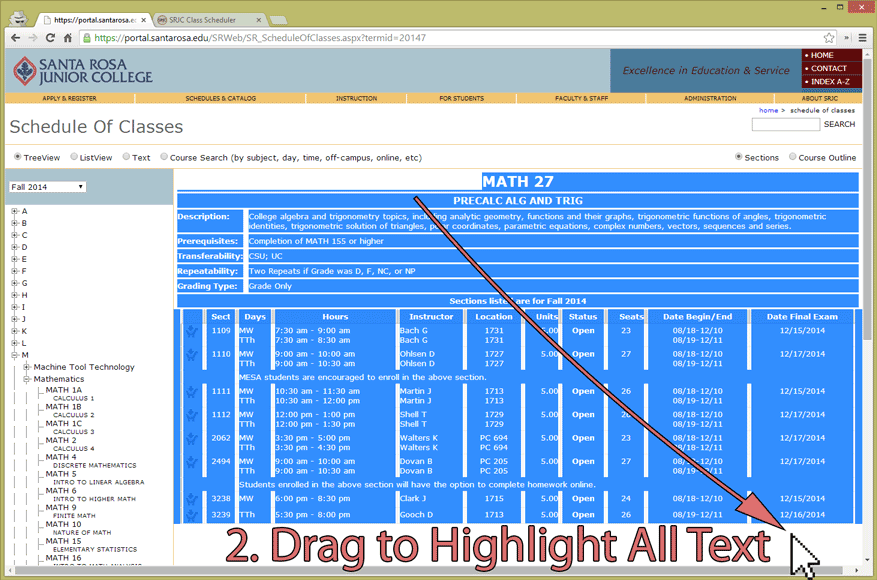 https://portal.santarosa.ec
SRJC Class Scheduler
https://portal.santarosa.edu/SRWeb/SR_ScheduleOfClasses.aspx?termid=20147
SANTA ROSA
JUNIOR COLLEGE
Excellence in Education & Service
• HOME
• CONTACT
• INDEX A-Z
APPLY & REGISTER SCHEDULES & CATALOG INSTRUCTION FOR STUDENTS FACULTY & STAFF ADMINISTRATION ABOUT SRJC
home > schedule of classes
Schedule Of Classes
SEARCH
TreeView ListView Text Course Search (by subject, day, time, off-campus, online, etc) Sections Course Outline
Fall 2014
A
B
C
D
E
F
G
H
I
J
K
L
M
Machine Tool Technology
Mathematics
MATH 1A
CALCULUS 1
MATH 1B
CALCULUS 2
MATH 1C
CALCULUS 3
MATH 2
CALCULUS 4
MATH 4
DISCRETE MATHEMATICS
MATH 5
INTRO TO LINEAR ALGEBRA
MATH 6
INTRO TO HIGHER MATH
MATH 9
FINITE MATH
MATH 10
NATURE OF MATH
MATH 15
ELEMENTARY STATISTICS
MATH 16
MATH 27
PRECALC ALG AND TRIG
Description: College algebra and trigonometry topics, including analytic geometry, functions and their graphs, trigonometric functions of angles, trigonometric
identities, trigonometric solution of triangles, polar coordinates, parametric equations, complex numbers, vectors, sequences and series.
Prerequisites: Completion of MATH 155 or higher
Transferability: CSU; UC
Repeatability: Two Repeats if Grade was D, F, NC, or NP
Grading Type: Grade Only
Sections listed are for Fall 2014
Sect Days Hours Instructor Location Units Status Seats Date Begin/End Date Final Exam
1109 MW 7:30 am - 9:00 am Bach G 1731 5.00 Open 23 08/18-12/10 12/15/2014
TTh 7:30 am - 8:30 am Bach G 1731 08/19-12/11
1110 MW 9:00 am - 10:00 am Ohlsen D 1727 5.00 Open 27 08/18-12/10 12/17/2014
TTh 9:00 am - 10:30 am Ohlsen D 1727 08/19-12/11
MESA students are encouraged to enroll in the above section.
1111 MW 10:30 am - 11:30 am Martin J 1713 5.00 Open 26 08/18-12/10 12/15/2014
TTh 10:30 am - 12:00 pm Martin J 1713 08/19-12/11
1112 MW 12:00 pm - 1:00 pm Shell T 1729 5.00 Open 08/18-12/10 12/17/2014
TTh 12:00 pm - 1:30 pm Shell T 1729 08/19-12/11
2062 MW 3:30 pm - 5:00 pm Walters K PC 694 5.00 Open 23 08/18-12/10 12/17/2014
TTh 3:30 pm - 4:30 pm Walters K PC 694 08/19-12/11
2494 MW 9:00 am - 10:00 am Dovan B PC 205 5.00 Open 27 08/18-12/10 12/17/2014
TTh 9:00 am - 10:30 am Dovan B PC 205 08/19-12/11
Students enrolled in the above section will have the option to complete homework online.
3238 MW 6:00 pm - 8:30 pm Clark J 1715 5.00 Open 24 08/18-12/10 12/15/2014
3239 TTh 5:30 pm - 8:00 pm Gooch D 1713 5.00 Open 26 08/19-12/11 12/16/2014
2. Drag to Highlight All Text